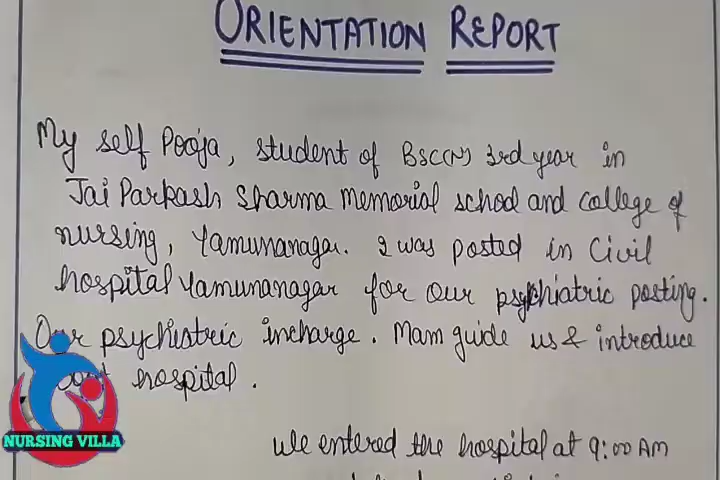 ORIENTATION REPORT
My self Pooja, student of BSC(N) 3rd year in
Jai Parkash Sharma Memorial school and college of
nursing, Yamunanagar. I was posted in Civil
hospital Yamunanagar for our psychiatric posting.
Our psychistric incharge. Mam guide us & introduce
hospital.
NURSING VILLA
We entered the hospital at 9:00 AM